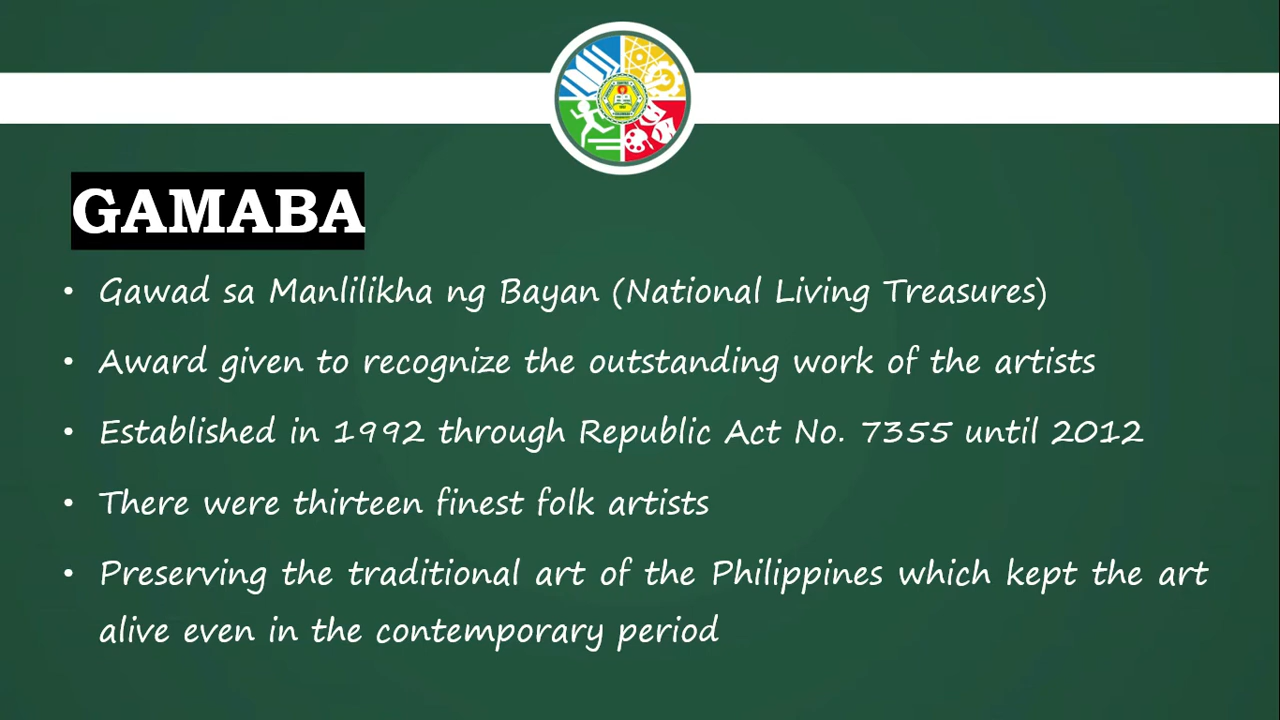 GAMABA
• Gawad sa Manlilikha ng Bayan (National Living Treasures)
• Award given to recognize the outstanding work of the artists
• Established in 1992 through Republic Act No. 7355 until 2012
• There were thirteen finest folk artists
• Preserving the traditional art of the Philippines which kept the art
alive even in the contemporary period